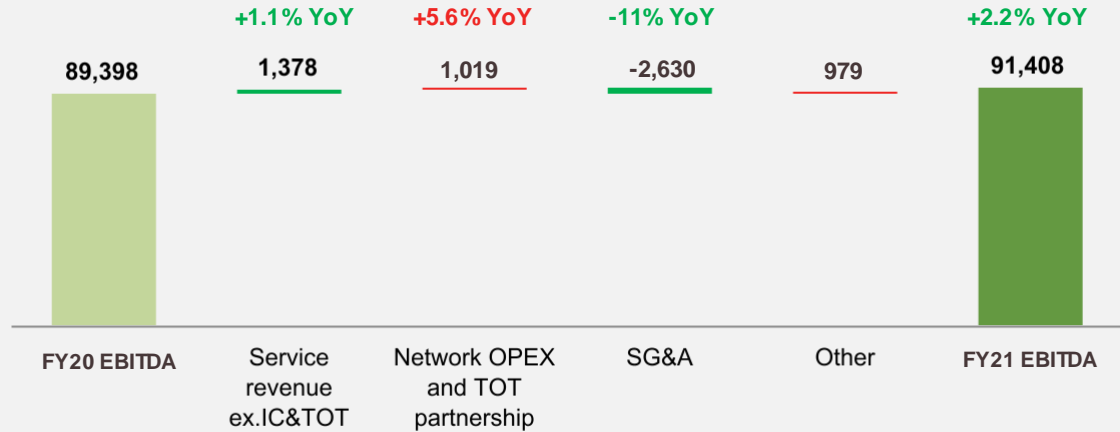 +1.1% YoY
+5.6% YoY
-11% YoY
+2.2% YoY
89,398
1,378
1,019
-2,630
979
91,408
FY20 EBITDA
Service
revenue
ex.IC&TOT
Network OPEX
and TOT
partnership
SG&A
Other
FY21 EBITDA